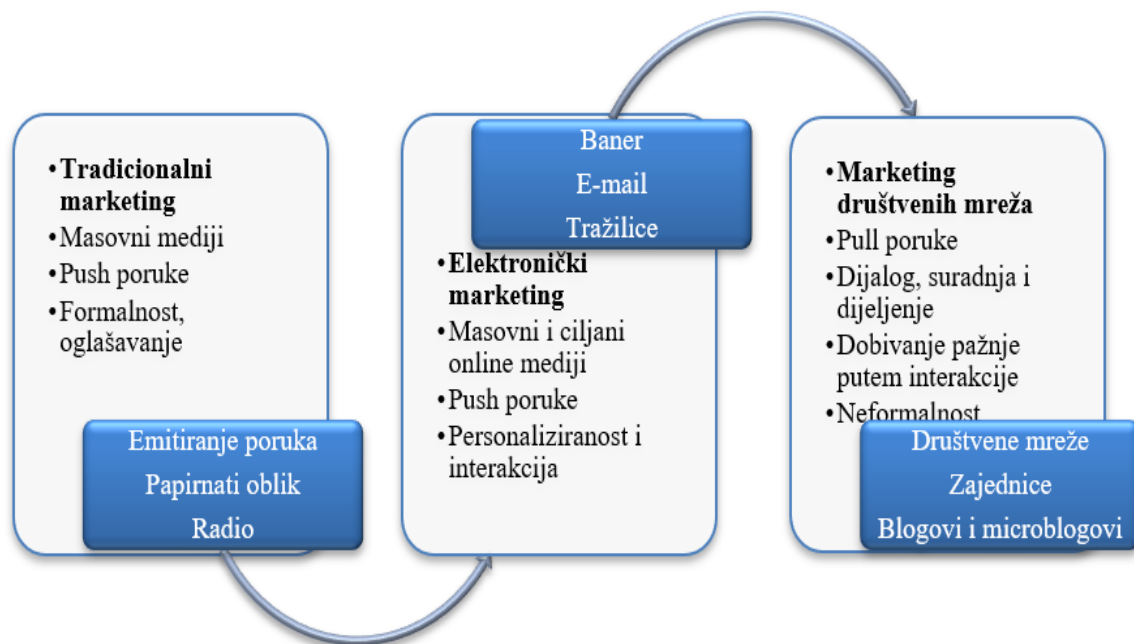 •Tradicionalni
marketing
•Masovni mediji
•Push poruke
•Formalnost,
oglašavanje
Emitiranje poruka
Papirnati oblik
Radio
Baner
E-mail
Tražilice
•Elektronički
marketing
•Masovni i ciljani
online mediji
•Push poruke
•Personaliziranost i
interakcija
•Marketing
društvenih mreža
•Pull poruke
•Dijalog, suradnja i
dijeljenje
•Dobivanje pažnje
putem interakcije
•Neformalnost
Društvene mreže
Zajednice
Blogovi i microblogovi